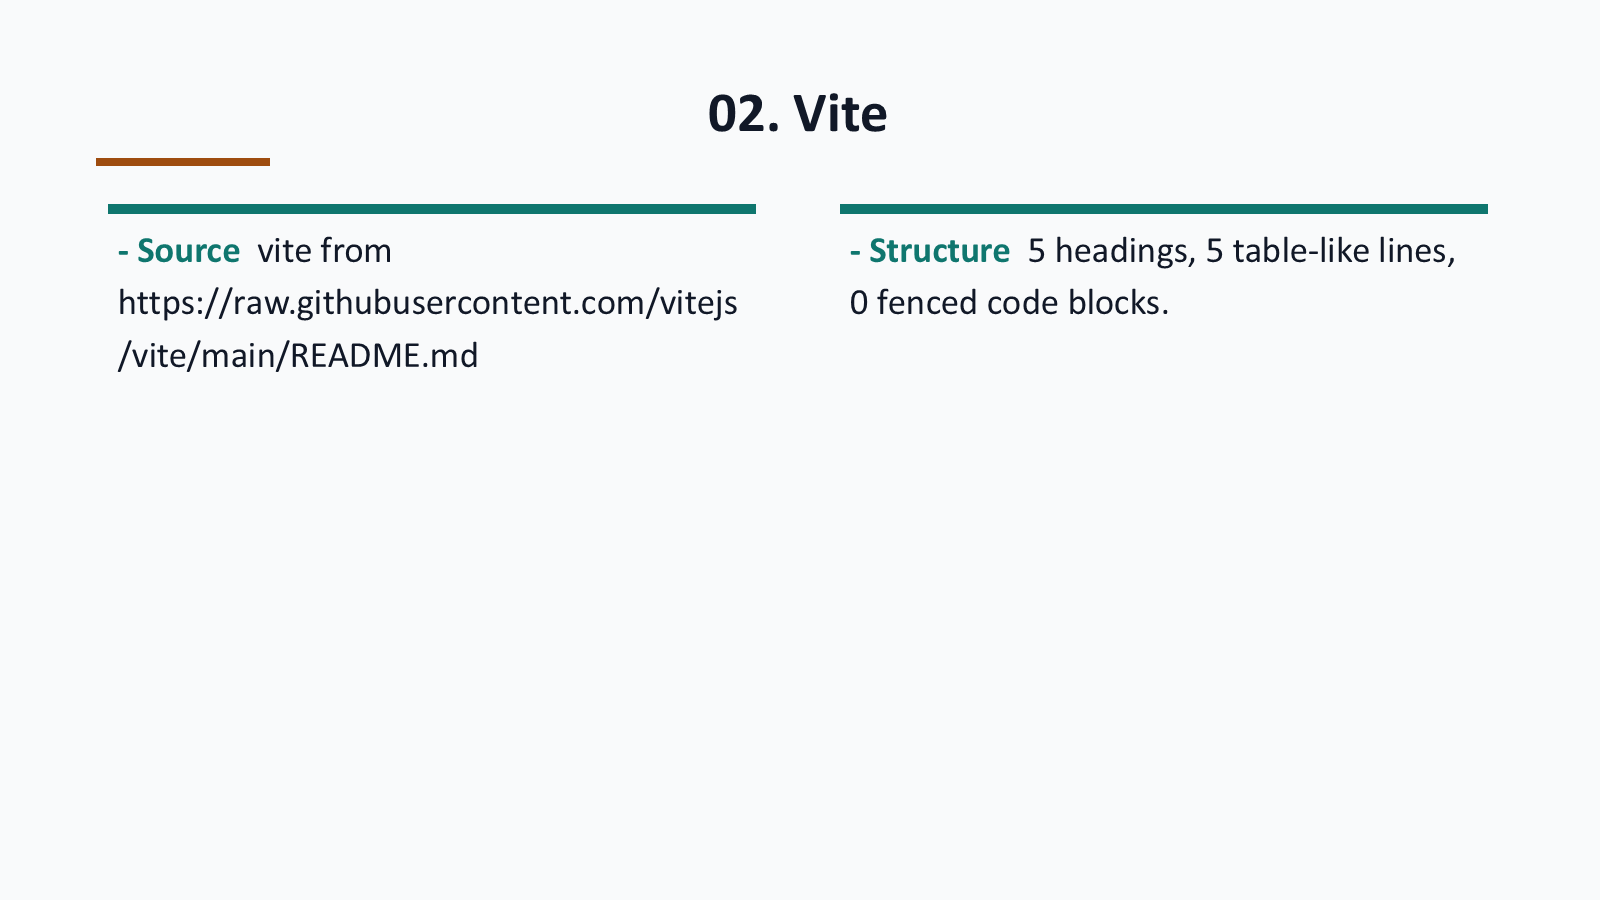 02. Vite
- Source  vite from
https://raw.githubusercontent.com/vitejs
/vite/main/README.md
- Structure  5 headings, 5 table-like lines,
0 fenced code blocks.